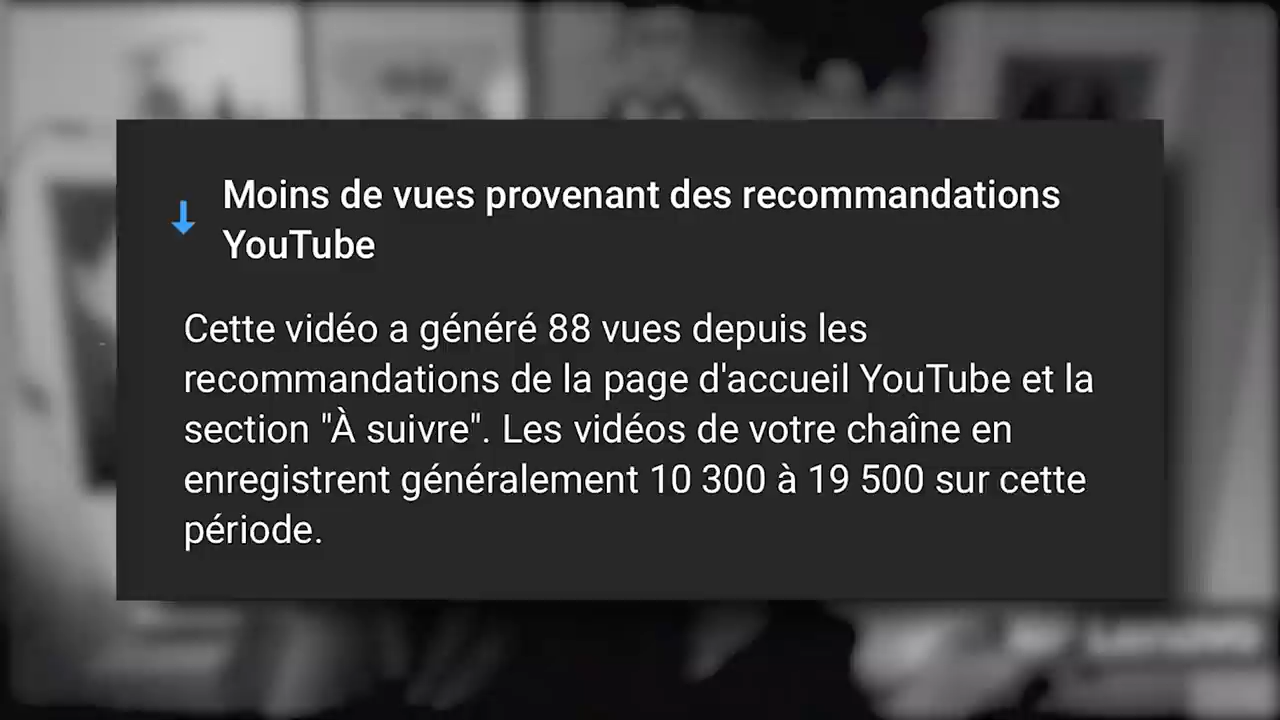 Moins de vues provenant des recommandations
YouTube
Cette vidéo a généré 88 vues depuis les
recommandations de la page d'accueil YouTube et la
section "À suivre". Les vidéos de votre chaîne en
enregistrent généralement 10 300 à 19 500 sur cette
période.